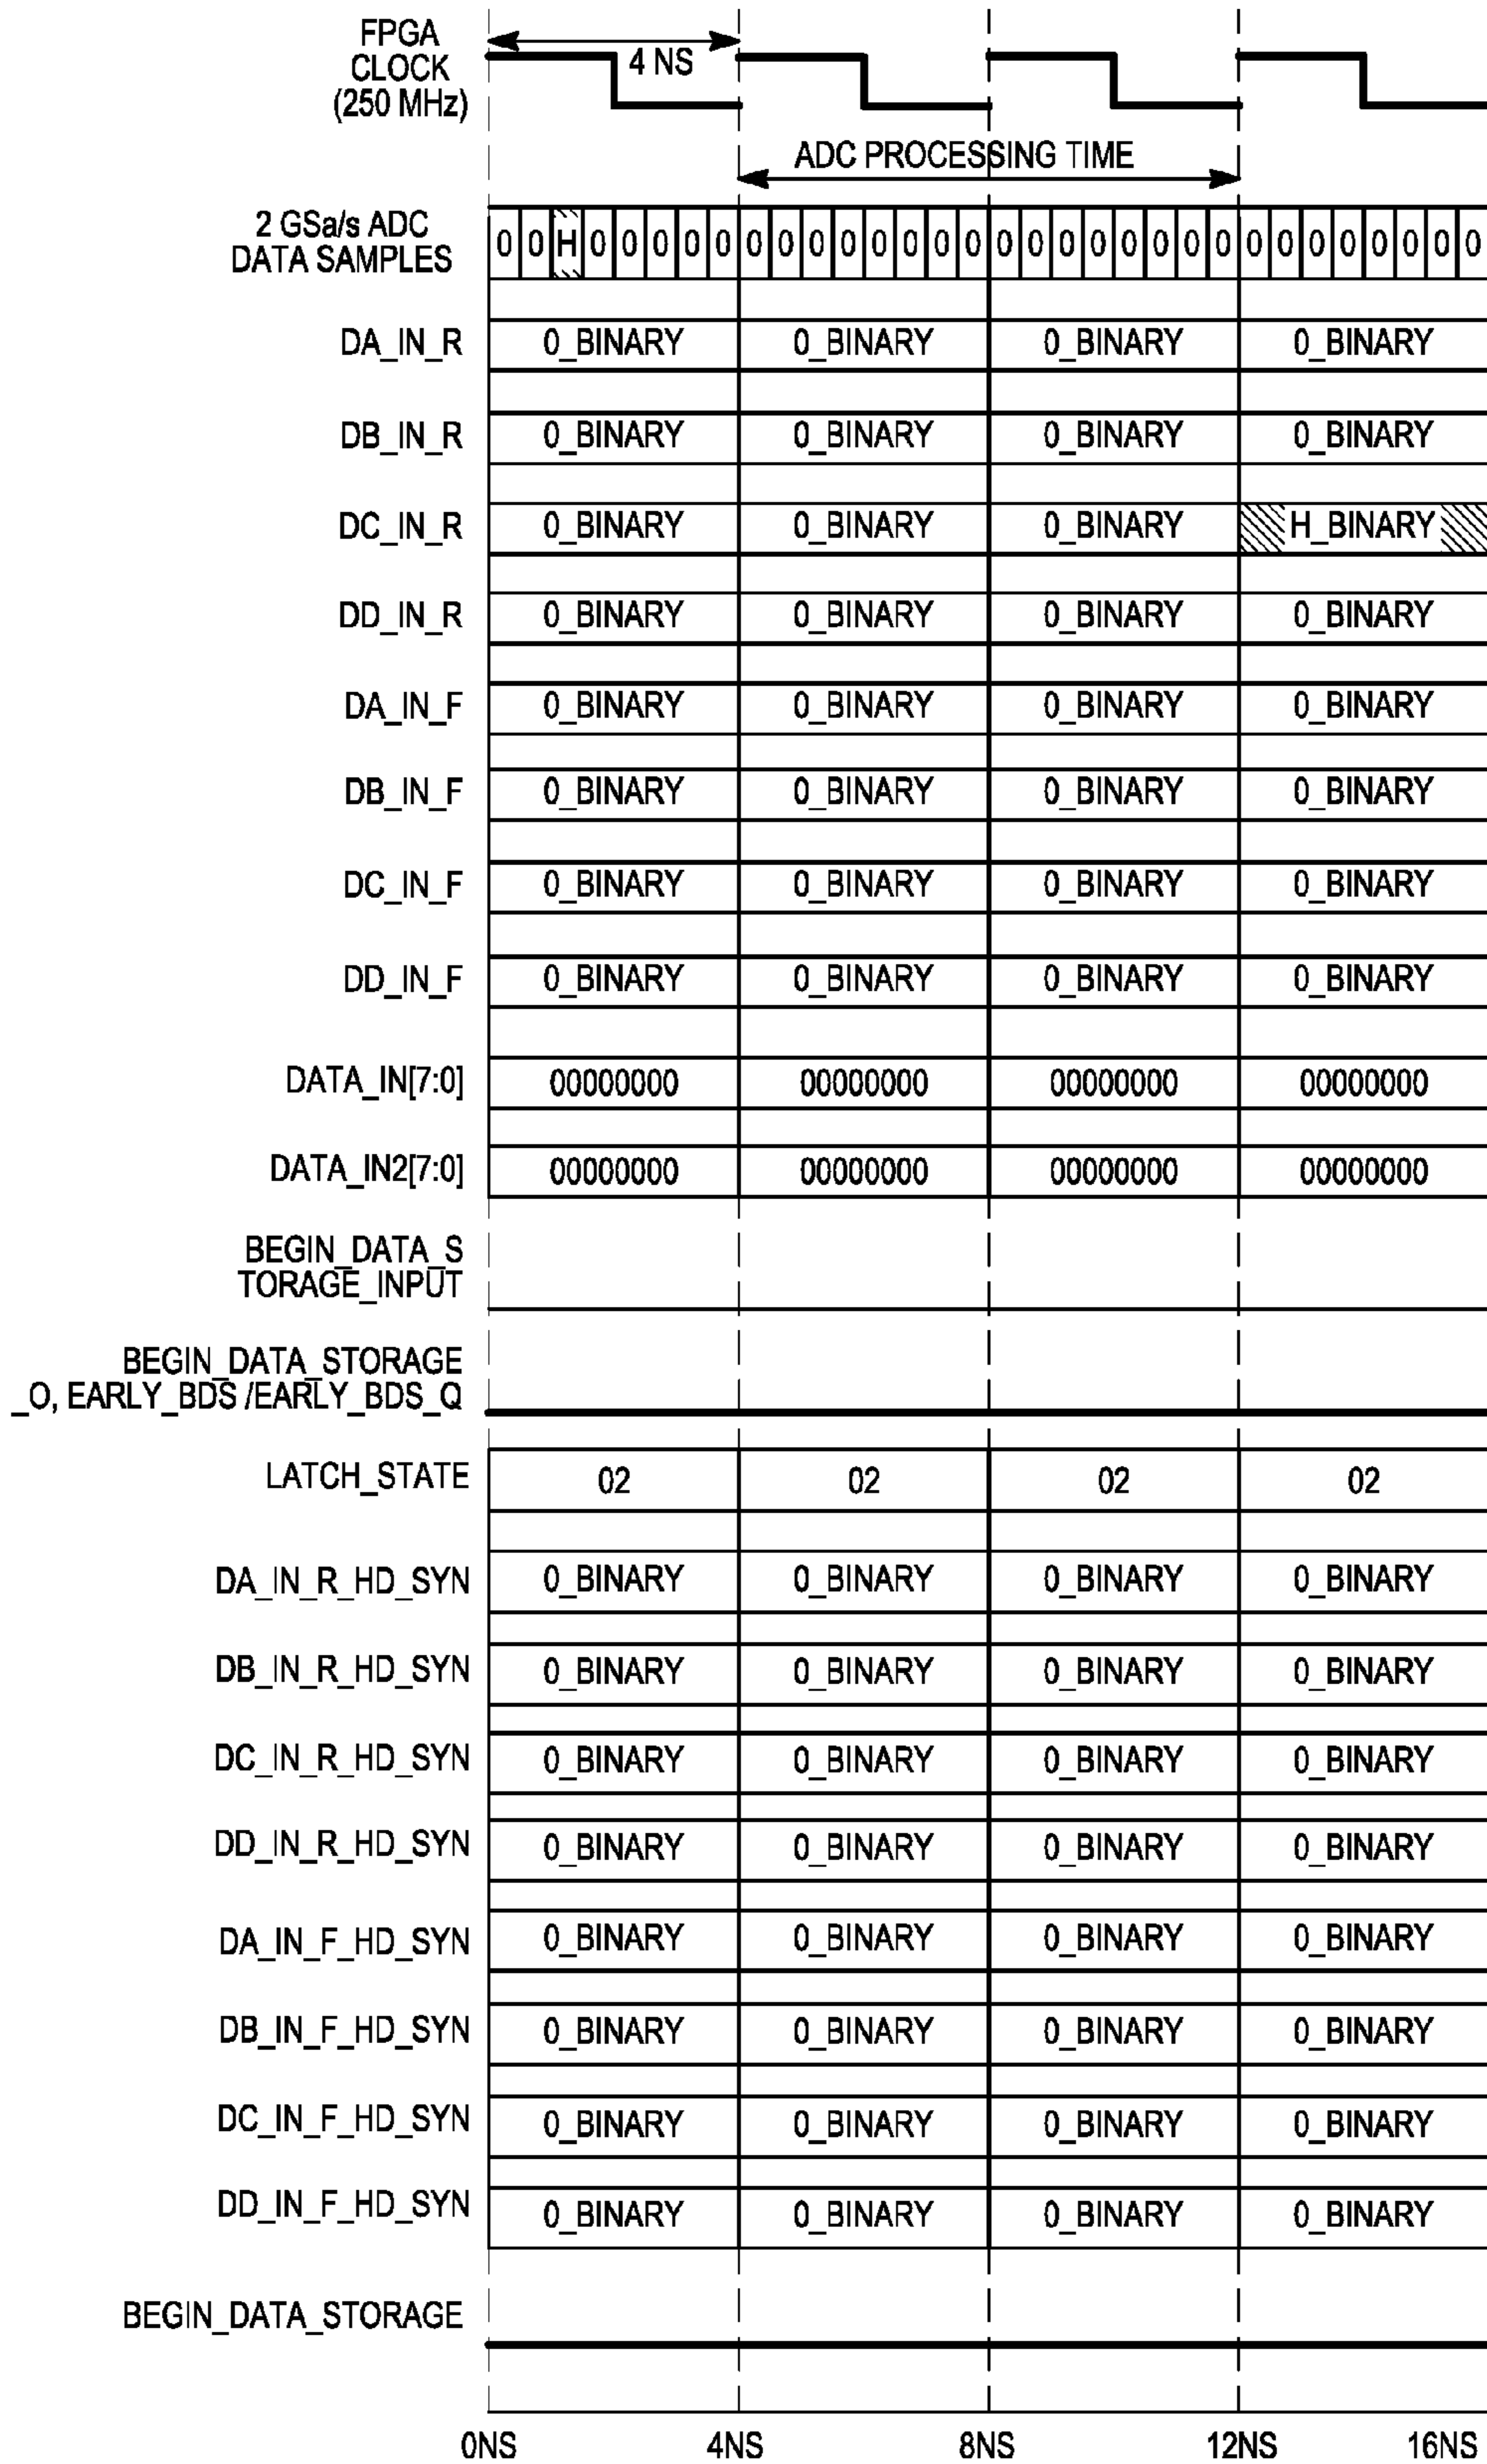 FPGA
CLOCK
(250 MHz)
4 NS
ADC PROCESSING TIME
2 GSa/s ADC
DATA SAMPLES
0 0 H 0 0 0 0 0 0 0 0 0 0 0 0 0 0 0 0 0 0 0 0 0 0 0 0 0 0 0 0 0
DA_IN_R 0_BINARY 0_BINARY 0_BINARY 0_BINARY
DB_IN_R 0_BINARY 0_BINARY 0_BINARY 0_BINARY
DC_IN_R 0_BINARY 0_BINARY 0_BINARY H_BINARY
DD_IN_R 0_BINARY 0_BINARY 0_BINARY 0_BINARY
DA_IN_F 0_BINARY 0_BINARY 0_BINARY 0_BINARY
DB_IN_F 0_BINARY 0_BINARY 0_BINARY 0_BINARY
DC_IN_F 0_BINARY 0_BINARY 0_BINARY 0_BINARY
DD_IN_F 0_BINARY 0_BINARY 0_BINARY 0_BINARY
DATA_IN[7:0] 00000000 00000000 00000000 00000000
DATA_IN2[7:0] 00000000 00000000 00000000 00000000
BEGIN_DATA_S
TORAGE_INPUT
BEGIN_DATA_STORAGE
_O, EARLY_BDS /EARLY_BDS_Q
LATCH_STATE 02 02 02 02
DA_IN_R_HD_SYN 0_BINARY 0_BINARY 0_BINARY 0_BINARY
DB_IN_R_HD_SYN 0_BINARY 0_BINARY 0_BINARY 0_BINARY
DC_IN_R_HD_SYN 0_BINARY 0_BINARY 0_BINARY 0_BINARY
DD_IN_R_HD_SYN 0_BINARY 0_BINARY 0_BINARY 0_BINARY
DA_IN_F_HD_SYN 0_BINARY 0_BINARY 0_BINARY 0_BINARY
DB_IN_F_HD_SYN 0_BINARY 0_BINARY 0_BINARY 0_BINARY
DC_IN_F_HD_SYN 0_BINARY 0_BINARY 0_BINARY 0_BINARY
DD_IN_F_HD_SYN 0_BINARY 0_BINARY 0_BINARY 0_BINARY
BEGIN_DATA_STORAGE
0NS 4NS 8NS 12NS 16NS